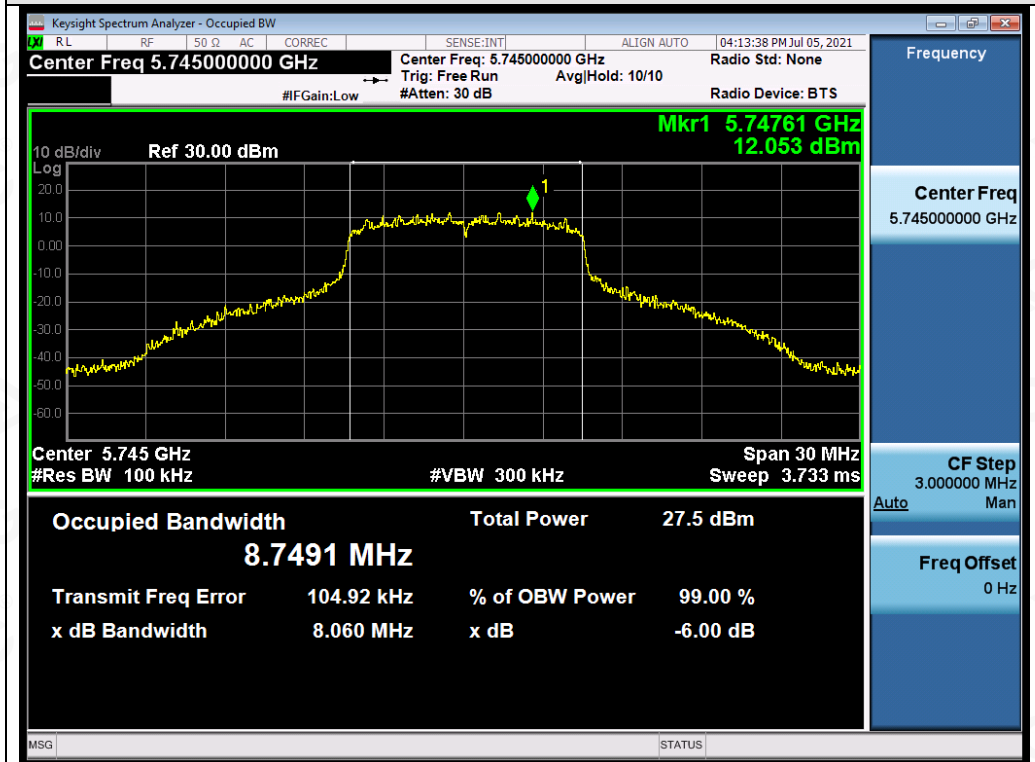 Keysight Spectrum Analyzer - Occupied BW
LXI RL RF 50 Ω AC CORREC SENSE:INT ALIGN AUTO 04:13:38 PM Jul 05, 2021
Center Freq 5.745000000 GHz
Center Freq: 5.745000000 GHz Radio Std: None
Trig: Free Run Avg|Hold: 10/10
#IFGain:Low #Atten: 30 dB Radio Device: BTS
Frequency
Mkr1 5.74761 GHz
12.053 dBm
10 dB/div Ref 30.00 dBm
Log
1
20.0
10.0
0.00
-10.0
-20.0
-30.0
-40.0
-50.0
-60.0
Center 5.745 GHz Span 30 MHz
#Res BW 100 kHz #VBW 300 kHz Sweep 3.733 ms
Occupied Bandwidth Total Power 27.5 dBm
8.7491 MHz
Transmit Freq Error 104.92 kHz % of OBW Power 99.00 %
x dB Bandwidth 8.060 MHz x dB -6.00 dB
Center Freq
5.745000000 GHz
CF Step
3.000000 MHz
Auto Man
Freq Offset
0 Hz
MSG STATUS